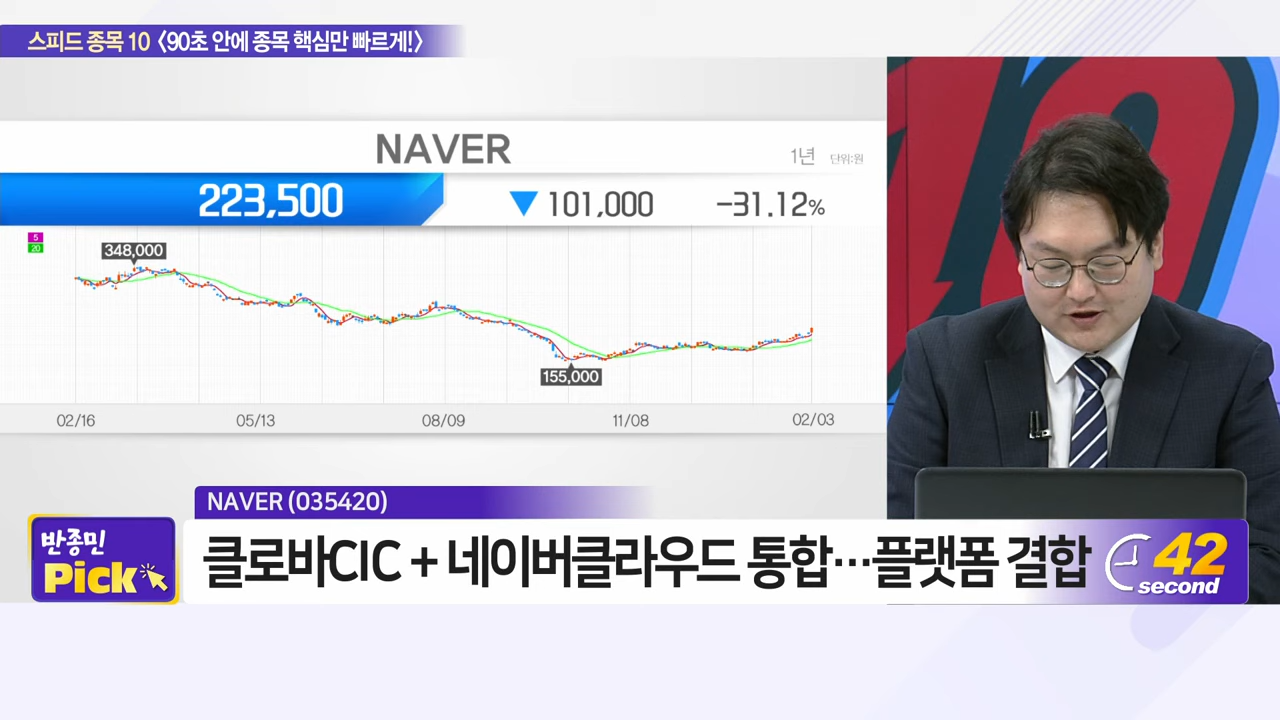 스피드 종목 10 〈90초 안에 종목 핵심만 빠르게!〉
NAVER
1년 단위:원
223,500 ▼ 101,000 -31.12%
5
20
348,000
155,000
02/16 05/13 08/09 11/08 02/03
NAVER (035420)
반종민
Pick
클로바CIC + 네이버클라우드 통합…플랫폼 결합
42
second
10